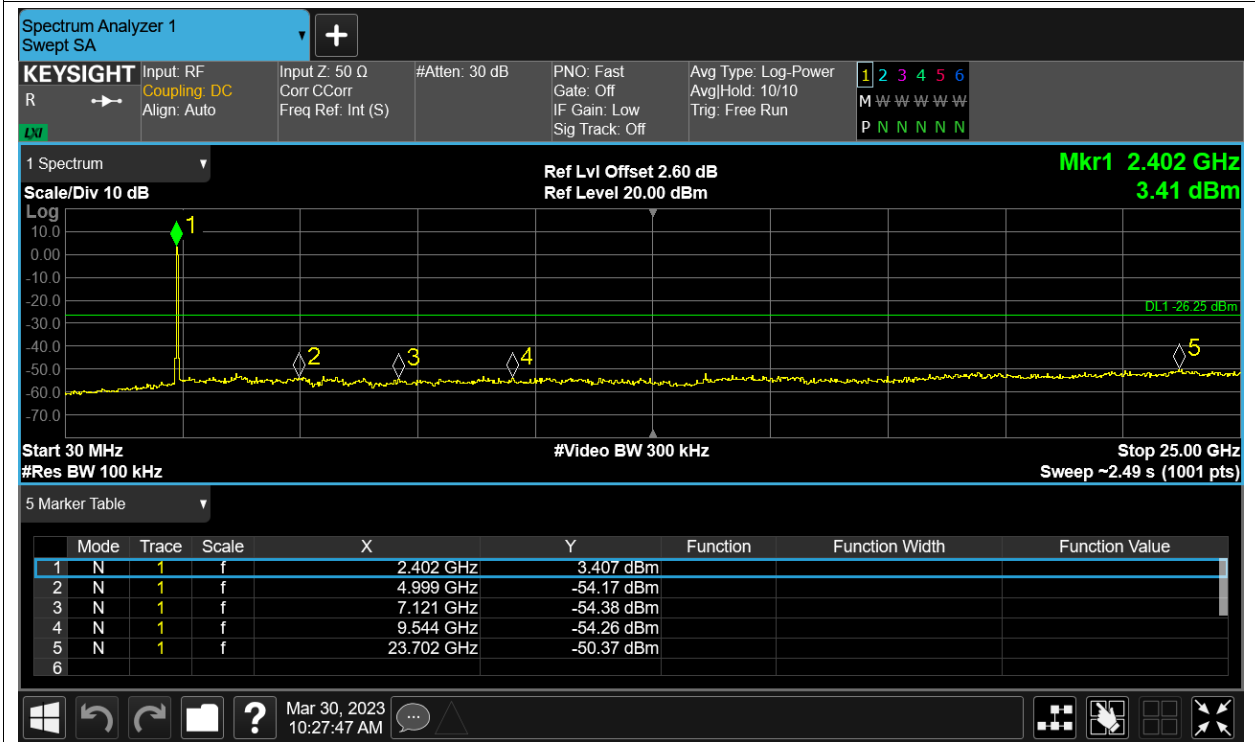 Spectrum Analyzer 1
Swept SA
+
KEYSIGHT Input: RF Input Z: 50 Ω #Atten: 30 dB PNO: Fast Avg Type: Log-Power 1 2 3 4 5 6
R Coupling: DC Corr CCorr Gate: Off Avg|Hold: 10/10 M W W W W W
Align: Auto Freq Ref: Int (S) IF Gain: Low Trig: Free Run
LXI Sig Track: Off P N N N N N
1 Spectrum Ref Lvl Offset 2.60 dB Mkr1 2.402 GHz
Scale/Div 10 dB Ref Level 20.00 dBm 3.41 dBm
Log
1
10.0
0.00
-10.0
-20.0
DL1 -26.25 dBm
-30.0
-40.0
2 3 4 5
-50.0
-60.0
-70.0
Start 30 MHz #Video BW 300 kHz Stop 25.00 GHz
#Res BW 100 kHz Sweep ~2.49 s (1001 pts)
5 Marker Table
Mode Trace Scale X Y Function Function Width Function Value
1 N 1 f 2.402 GHz 3.407 dBm
2 N 1 f 4.999 GHz -54.17 dBm
3 N 1 f 7.121 GHz -54.38 dBm
4 N 1 f 9.544 GHz -54.26 dBm
5 N 1 f 23.702 GHz -50.37 dBm
6
? Mar 30, 2023
10:27:47 AM